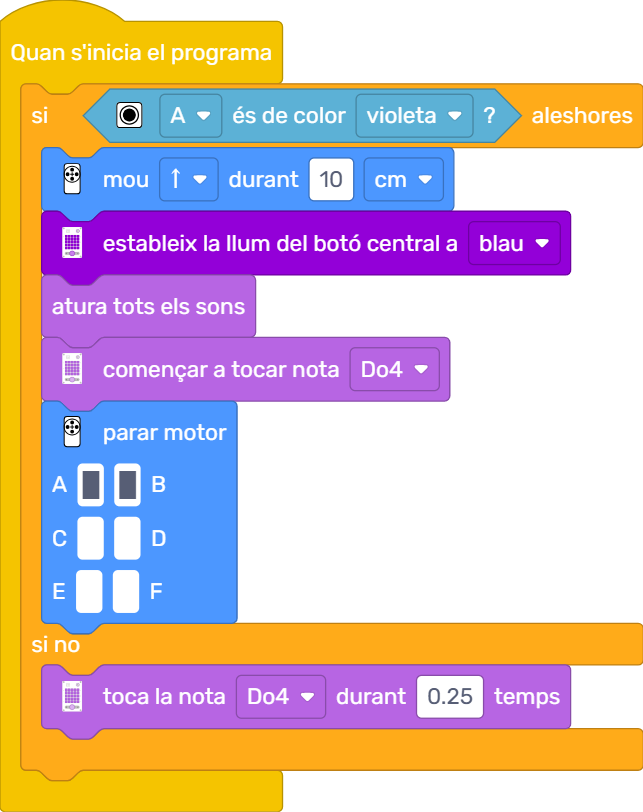 Quan s'inicia el programa
si A és de color violeta ? aleshores
mou ↑ durant 10 cm
estableix la llum del botó central a blau
atura tots els sons
començar a tocar nota Do4
parar motor
A B
C D
E F
si no
toca la nota Do4 durant 0.25 temps